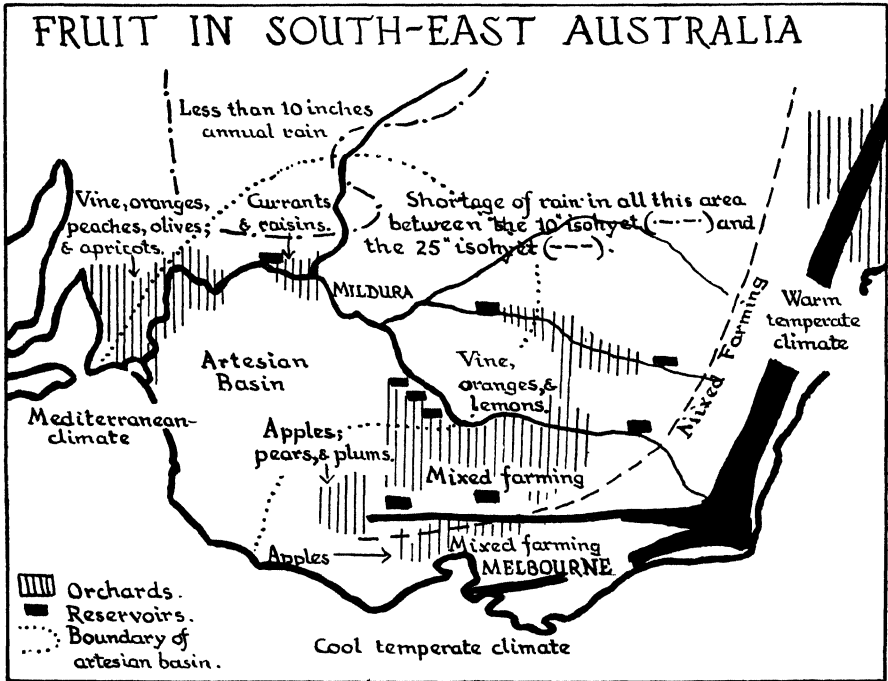 FRUIT IN SOUTH-EAST AUSTRALIA
Less than 10 inches
annual rain
Vine, oranges,
peaches, olives;
& apricots.
Currants
& raisins.
Shortage of rain in all this area
between the 10" isohyet (-·-·-) and
the 25" isohyet (---).
MILDURA
Mixed Farming
Warm
temperate
climate
Artesian
Basin
Vine,
oranges, &
lemons.
Mediterranean-
climate
Apples;
pears, & plums.
Mixed farming
Mixed farming
Apples
MELBOURNE
Orchards.
Reservoirs.
Boundary of
artesian basin.
Cool temperate climate